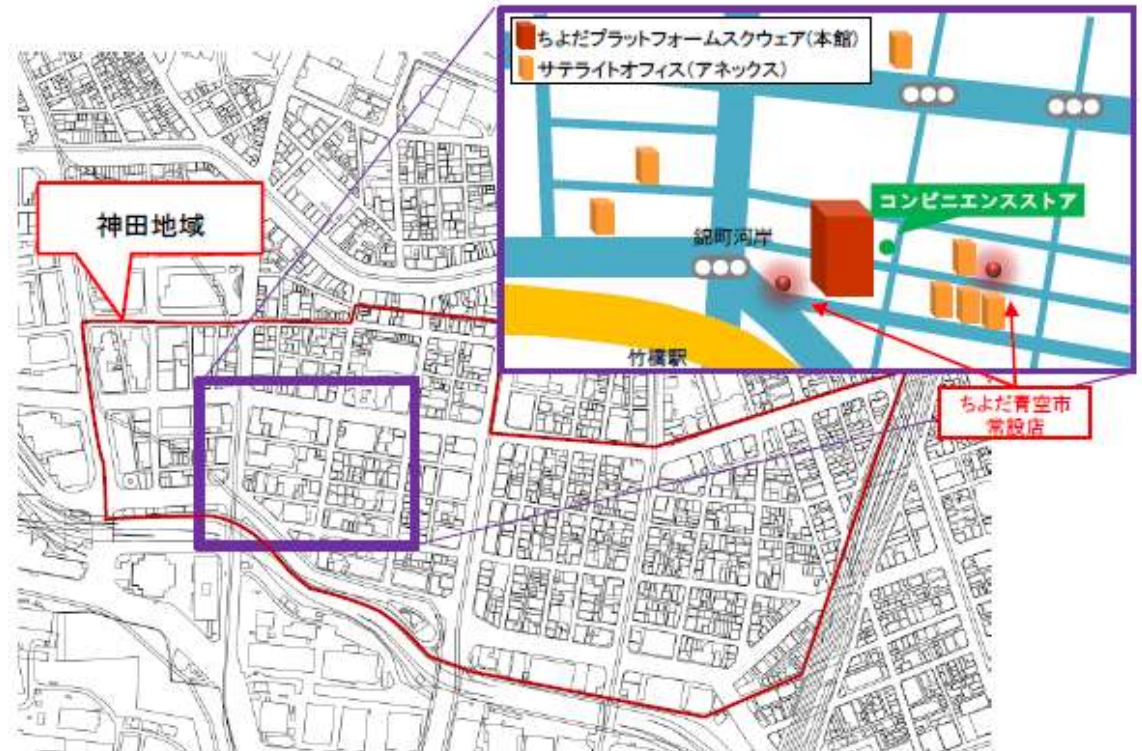 ちよだプラットフォームスクウェア(本館)
サテライトオフィス(アネックス)
神田地域
コンビニエンスストア
錦町河岸
竹橋駅
ちよだ青空市
常設店